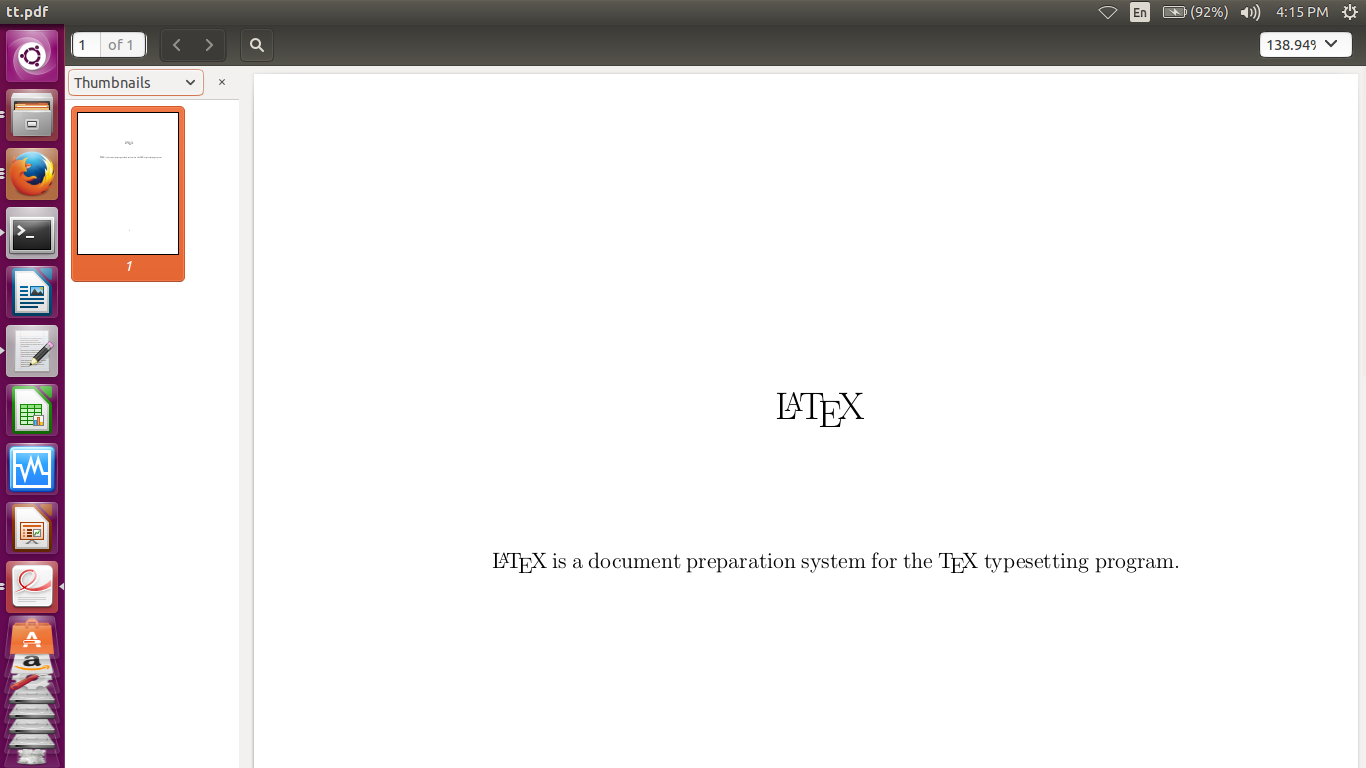 tt.pdf
En
(92%)
4:15 PM
1 of 1
138.94%
Thumbnails
1
LATEX
LATEX is a document preparation system for the TEX typesetting program.